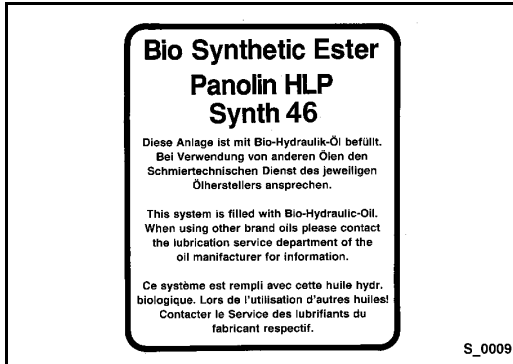 Bio Synthetic Ester
Panolin HLP
Synth 46
Diese Anlage ist mit Bio-Hydraulik-Öl befüllt.
Bei Verwendung von anderen Ölen den
Schmiertechnischen Dienst des jeweiligen
Ölherstellers ansprechen.
This system is filled with Bio-Hydraulic-Oil.
When using other brand oils please contact
the lubrication service department of the
oil manifacturer for information.
Ce système est rempli avec cette huile hydr.
biologique. Lors de l'utilisation d'autres huiles!
Contacter le Service des lubrifiants du
fabricant respectif.
S_0009